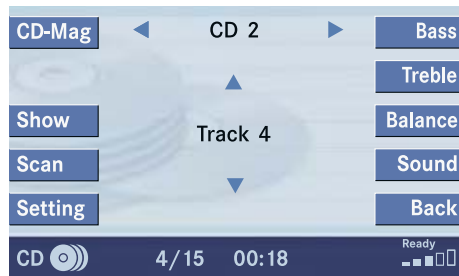 CD-Mag
CD 2
Bass
Treble
Show
Track 4
Balance
Scan
Sound
Setting
Back
CD
4/15 00:18
Ready